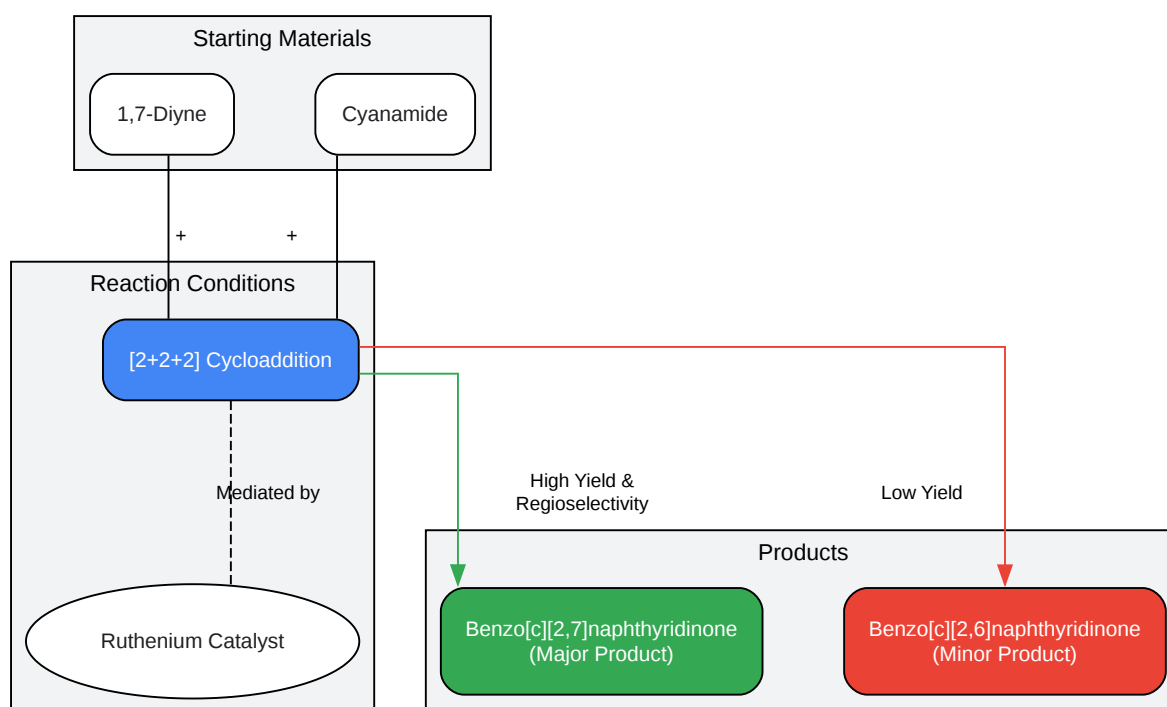 Starting Materials
1,7-Diyne
Cyanamide
+
+
Reaction Conditions
[2+2+2] Cycloaddition
Mediated by
High Yield &
Regioselectivity
Low Yield
Products
Ruthenium Catalyst
Benzo[c][2,7]naphthyridinone
(Major Product)
Benzo[c][2,6]naphthyridinone
(Minor Product)